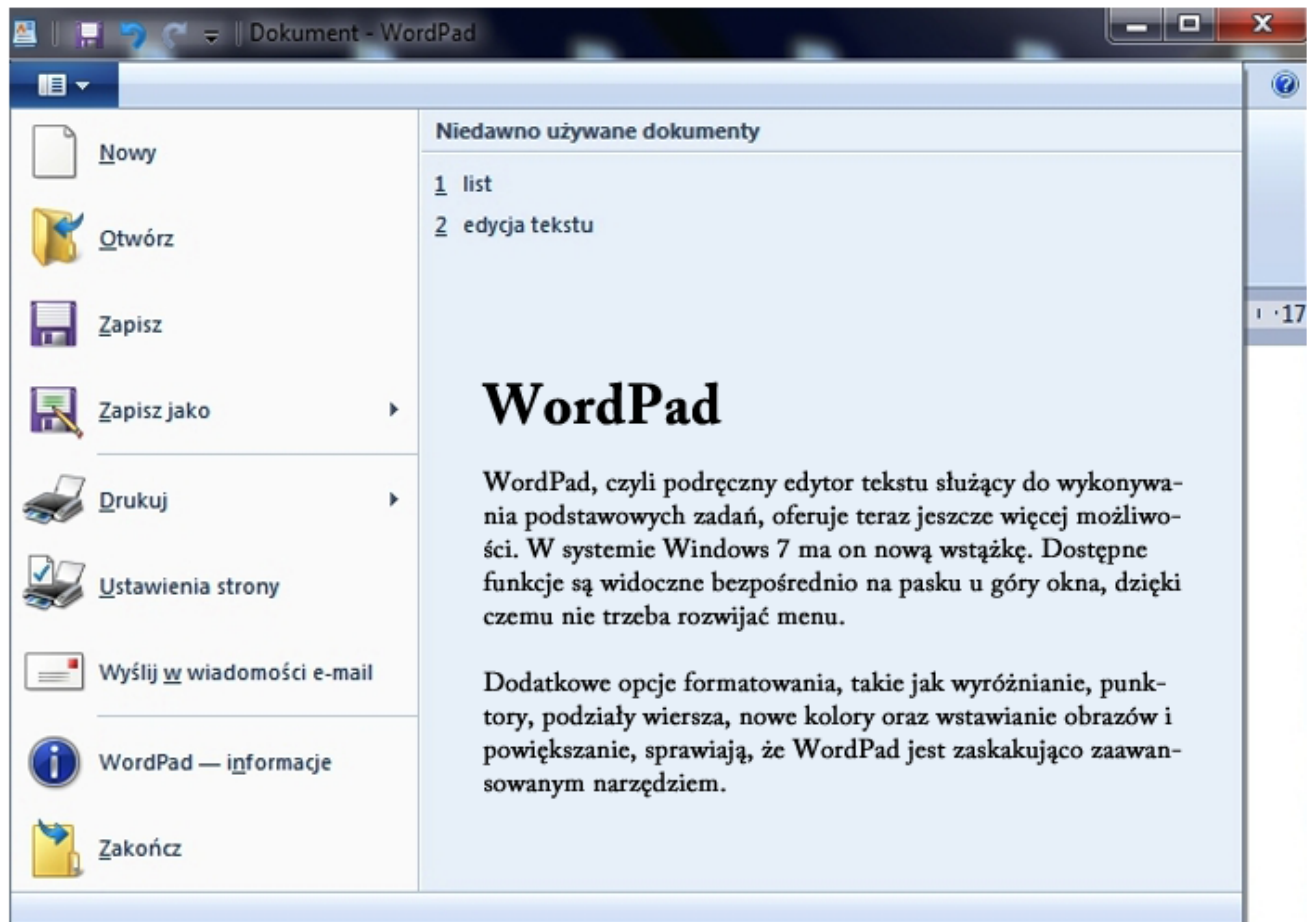 Dokument - WordPad
Nowy
Otwórz
Zapisz
Zapisz jako
Drukuj
Ustawienia strony
Wyślij w wiadomości e-mail
WordPad — informacje
Zakończ
Niedawno używane dokumenty
1 list
2 edycja tekstu
17
WordPad
WordPad, czyli podręczny edytor tekstu służący do wykonywa-
nia podstawowych zadań, oferuje teraz jeszcze więcej możliwo-
ści. W systemie Windows 7 ma on nową wstążkę. Dostępne
funkcje są widoczne bezpośrednio na pasku u góry okna, dzięki
czemu nie trzeba rozwijać menu.
Dodatkowe opcje formatowania, takie jak wyróżnianie, punk-
tory, podziały wiersza, nowe kolory oraz wstawianie obrazów i
powiększanie, sprawiają, że WordPad jest zaskakująco zaawan-
sowanym narzędziem.